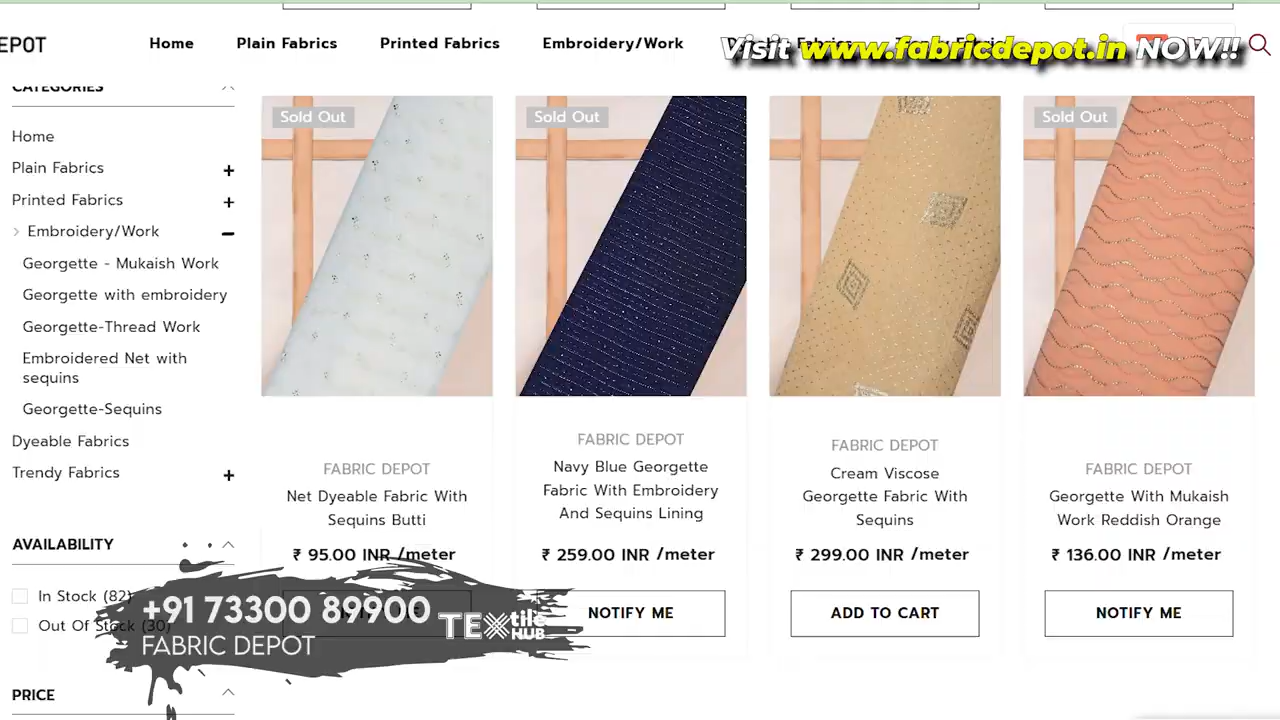 DEPOT
Home
Plain Fabrics
Printed Fabrics
Embroidery/Work
Visit www.fabricdepot.in NOW!!
CATEGORIES
Home
Plain Fabrics
Printed Fabrics
Embroidery/Work
Georgette - Mukaish Work
Georgette with embroidery
Georgette-Thread Work
Embroidered Net with
sequins
Georgette-Sequins
Dyeable Fabrics
Trendy Fabrics
AVAILABILITY
In Stock (82)
Out Of Stock (30)
PRICE
Sold Out
FABRIC DEPOT
Net Dyeable Fabric With
Sequins Butti
₹ 95.00 INR /meter
Sold Out
FABRIC DEPOT
Navy Blue Georgette
Fabric With Embroidery
And Sequins Lining
₹ 259.00 INR /meter
NOTIFY ME
FABRIC DEPOT
Cream Viscose
Georgette Fabric With
Sequins
₹ 299.00 INR /meter
ADD TO CART
Sold Out
FABRIC DEPOT
Georgette With Mukaish
Work Reddish Orange
₹ 136.00 INR /meter
NOTIFY ME
+91 73300 89900
FABRIC DEPOT
TEXtile
HUB